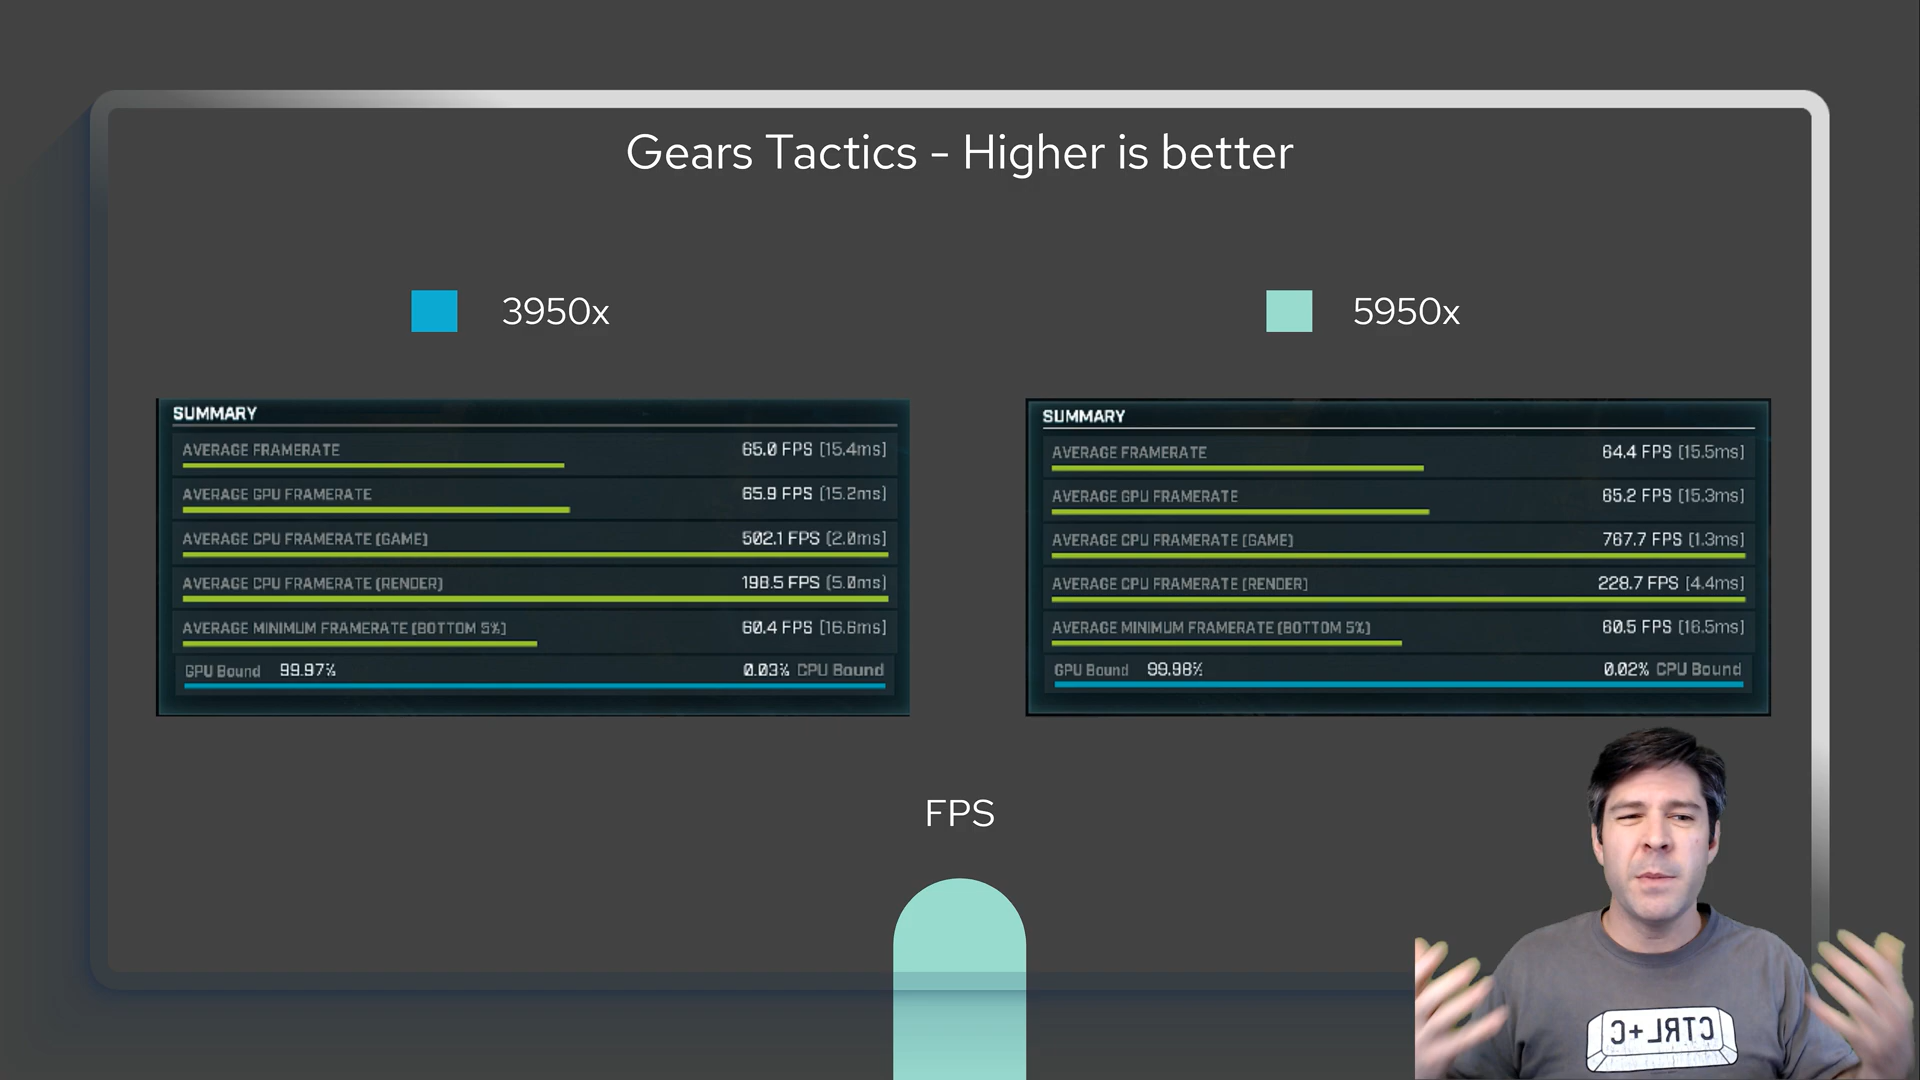 Gears Tactics - Higher is better
3950x
5950x
SUMMARY
AVERAGE FRAMERATE 65.0 FPS [15.4ms]
AVERAGE GPU FRAMERATE 65.9 FPS [15.2ms]
AVERAGE CPU FRAMERATE [GAME] 502.1 FPS [2.0ms]
AVERAGE CPU FRAMERATE [RENDER] 198.5 FPS [5.0ms]
AVERAGE MINIMUM FRAMERATE [BOTTOM 5%] 60.4 FPS [16.6ms]
GPU Bound 99.97% 0.03% CPU Bound
SUMMARY
AVERAGE FRAMERATE 64.4 FPS [15.5ms]
AVERAGE GPU FRAMERATE 65.2 FPS [15.3ms]
AVERAGE CPU FRAMERATE [GAME] 767.7 FPS [1.3ms]
AVERAGE CPU FRAMERATE [RENDER] 228.7 FPS [4.4ms]
AVERAGE MINIMUM FRAMERATE [BOTTOM 5%] 60.5 FPS [16.5ms]
GPU Bound 99.98% 0.02% CPU Bound
FPS
CTRL+C